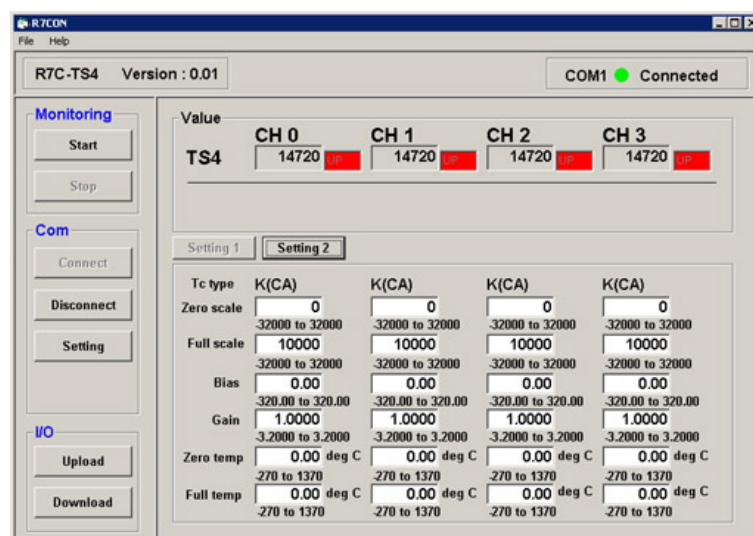 R7CON
File Help
R7C-TS4 Version : 0.01
COM1 Connected
Monitoring
Start
Stop
Com
Connect
Disconnect
Setting
I/O
Upload
Download
Value
CH 0 CH 1 CH 2 CH 3
TS4 14720 UP 14720 UP 14720 UP 14720 UP
Setting 1 Setting 2
Tc type K(CA) K(CA) K(CA) K(CA)
Zero scale 0 0 0 0
-32000 to 32000 -32000 to 32000 -32000 to 32000 -32000 to 32000
Full scale 10000 10000 10000 10000
-32000 to 32000 -32000 to 32000 -32000 to 32000 -32000 to 32000
Bias 0.00 0.00 0.00 0.00
-320.00 to 320.00 -320.00 to 320.00 -320.00 to 320.00 -320.00 to 320.00
Gain 1.0000 1.0000 1.0000 1.0000
-3.2000 to 3.2000 -3.2000 to 3.2000 -3.2000 to 3.2000 -3.2000 to 3.2000
Zero temp 0.00 deg C 0.00 deg C 0.00 deg C 0.00 deg C
-270 to 1370 -270 to 1370 -270 to 1370 -270 to 1370
Full temp 0.00 deg C 0.00 deg C 0.00 deg C 0.00 deg C
-270 to 1370 -270 to 1370 -270 to 1370 -270 to 1370